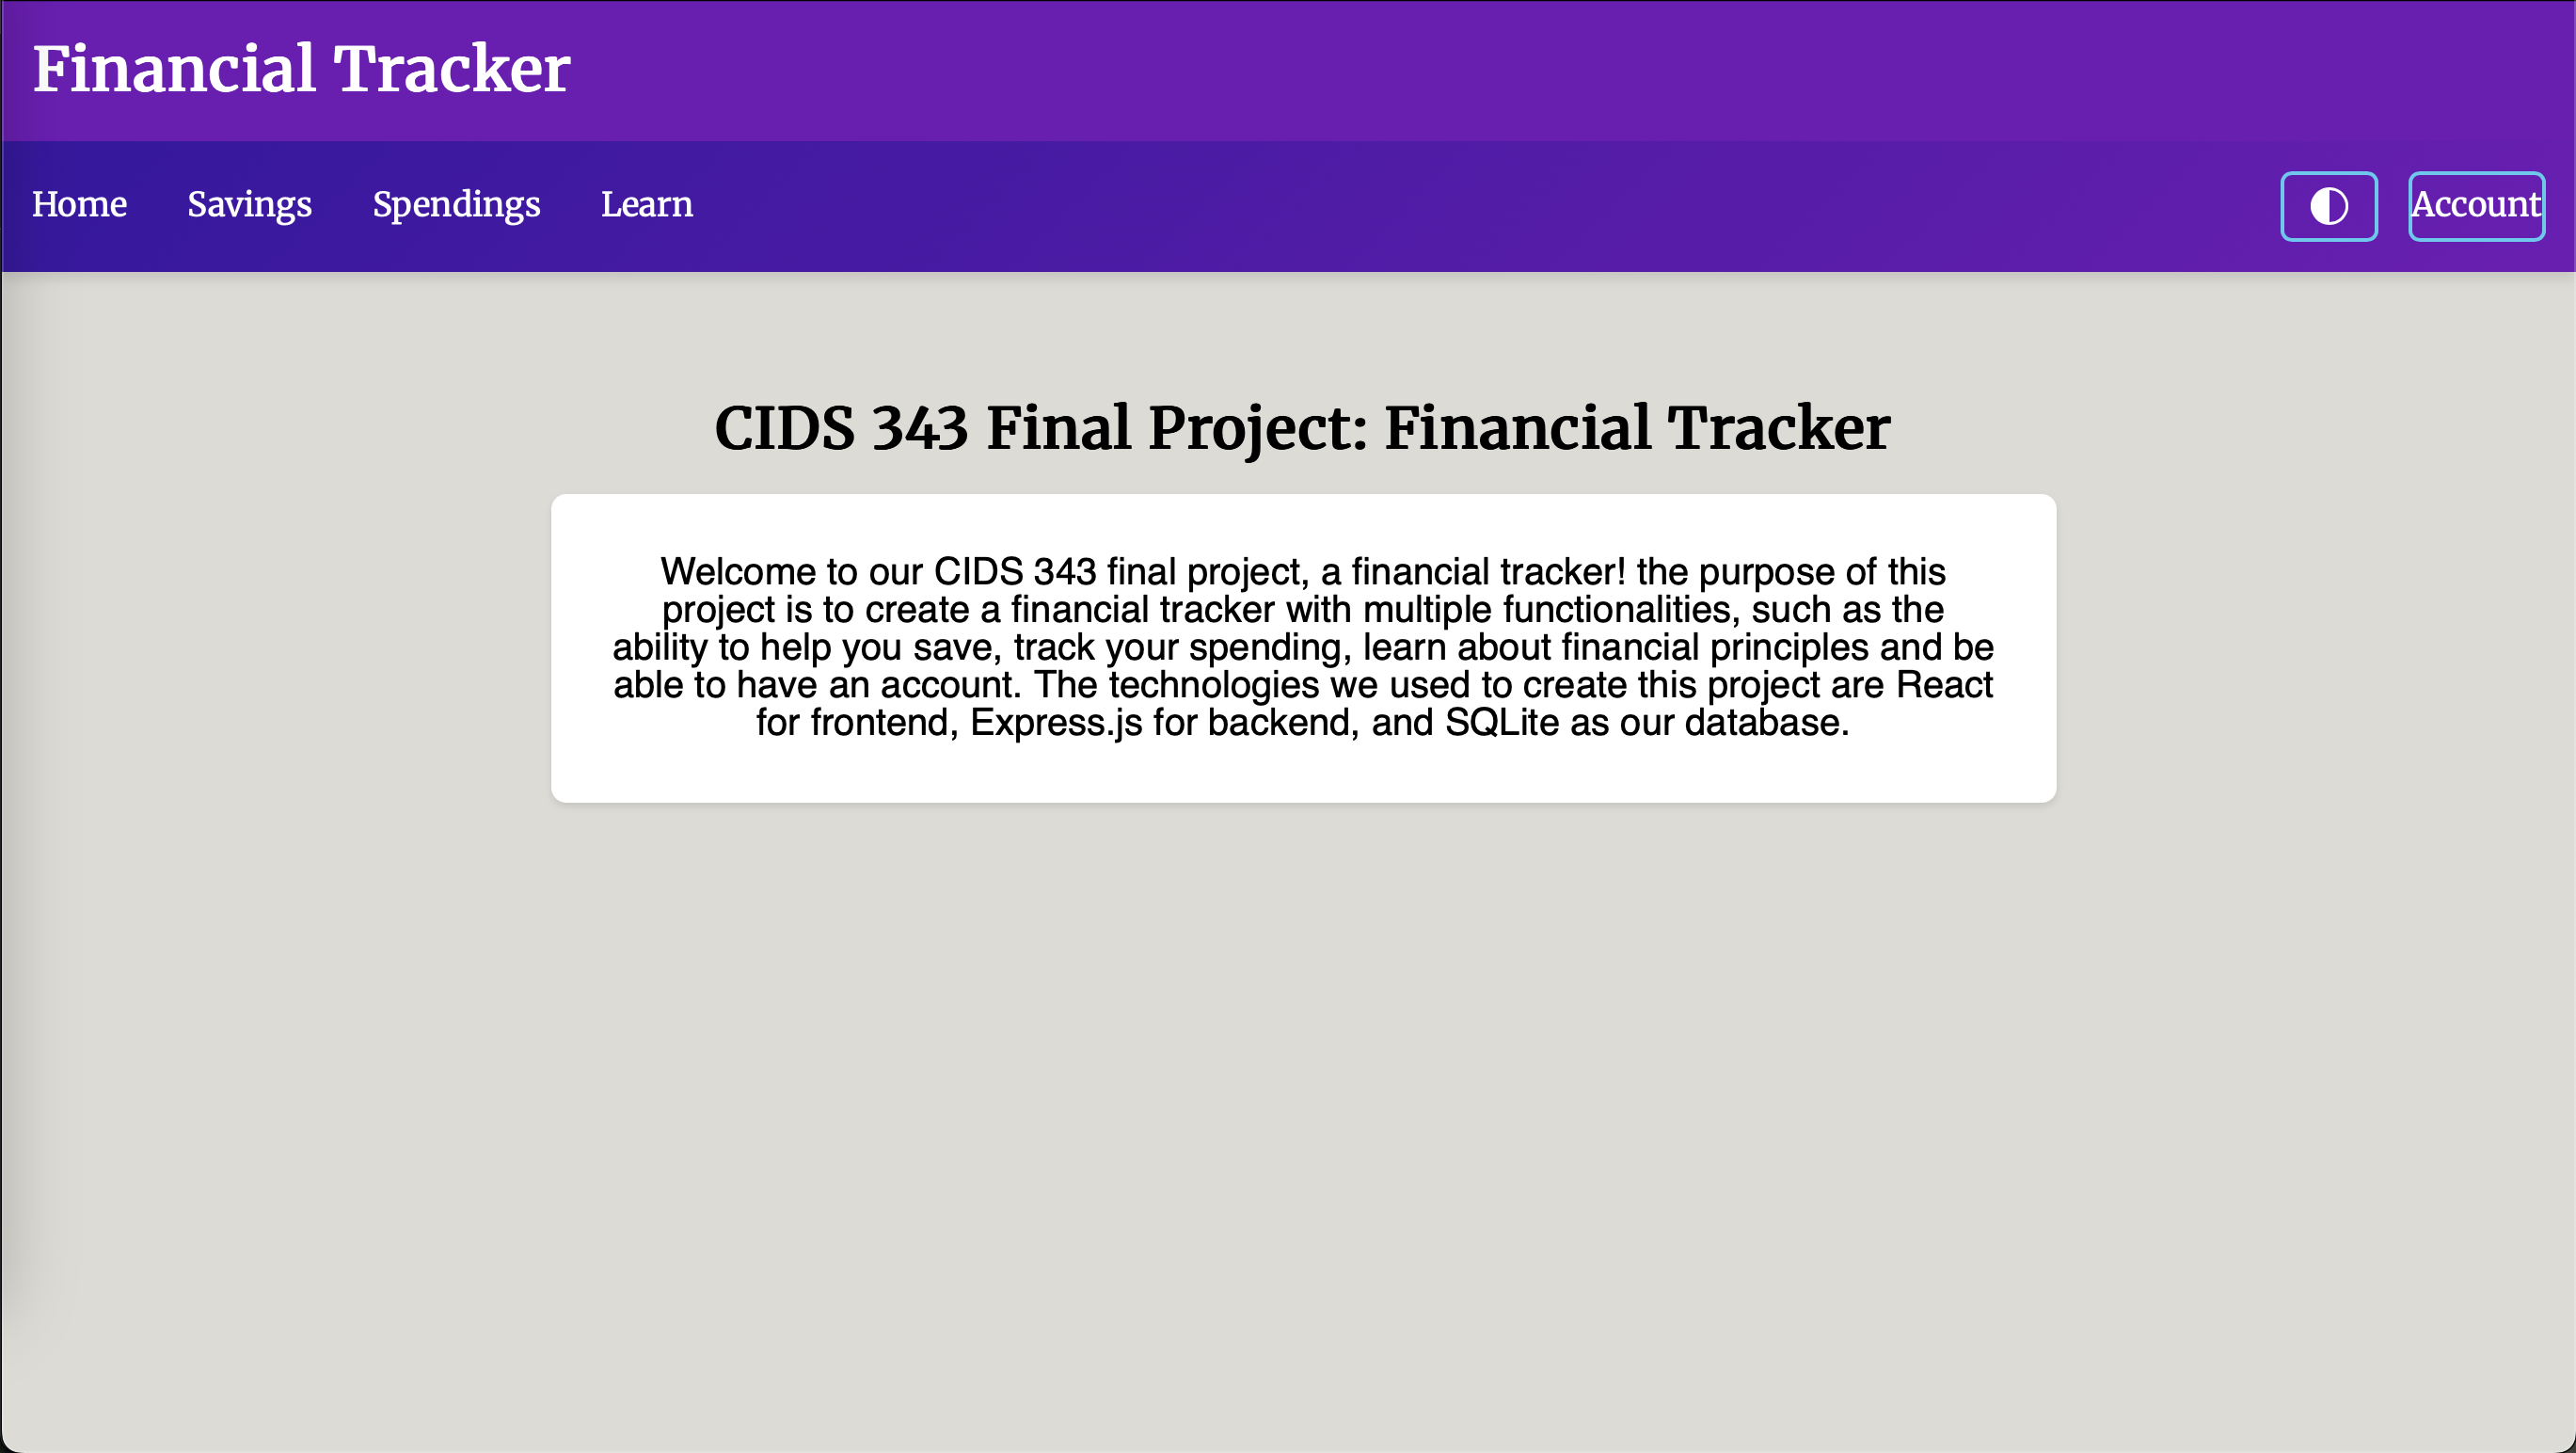 Financial Tracker
Home Savings Spendings Learn Account
CIDS 343 Final Project: Financial Tracker
Welcome to our CIDS 343 final project, a financial tracker! the purpose of this
project is to create a financial tracker with multiple functionalities, such as the
ability to help you save, track your spending, learn about financial principles and be
able to have an account. The technologies we used to create this project are React
for frontend, Express.js for backend, and SQLite as our database.